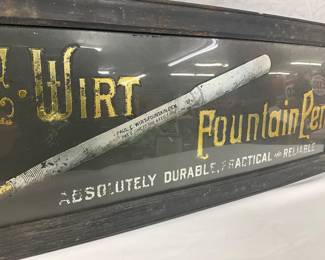 WIRT
Fountain Pen
ABSOLUTELY DURABLE, PRACTICAL AND RELIABLE